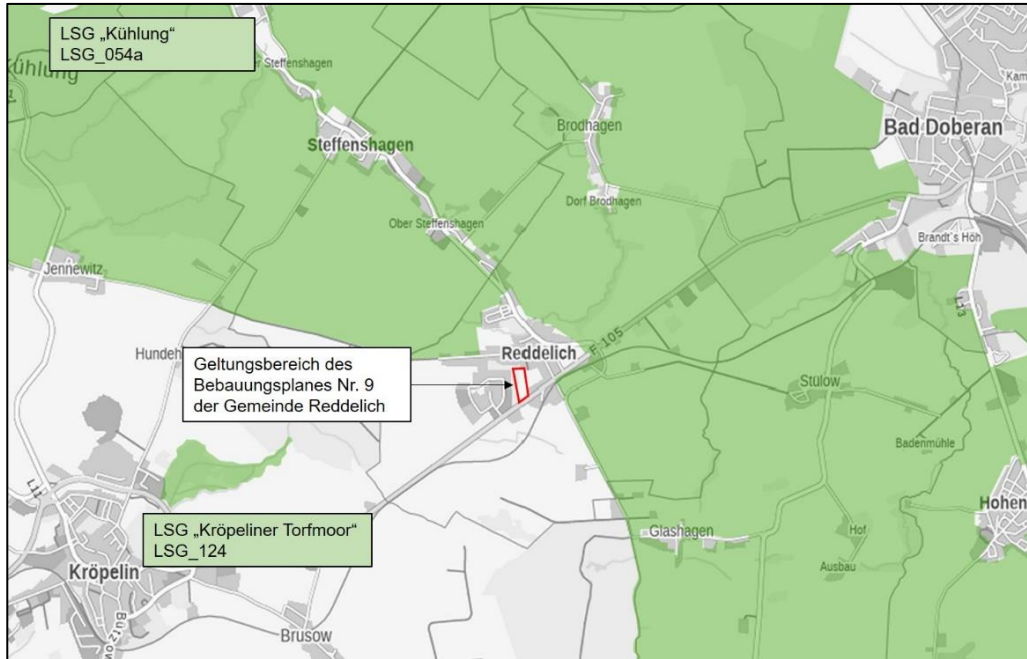 LSG „Kühlung“
LSG_054a
Kühlung
Steffenshagen
Kam
Brodhagen
Bad Doberan
Steffenshagen
Dorf Brodhagen
Ober Steffenshagen
Brandt`s Höh
Jennewitz
L13
F 105
Hundeh
Reddelich
Geltungsbereich des
Bebauungsplanes Nr. 9
der Gemeinde Reddelich
Stülow
Badenmühle
L11
Hohen
LSG „Kröpeliner Torfmoor“
LSG_124
Glashagen
Hof
Ausbau
Kröpelin
Bützow
Brusow